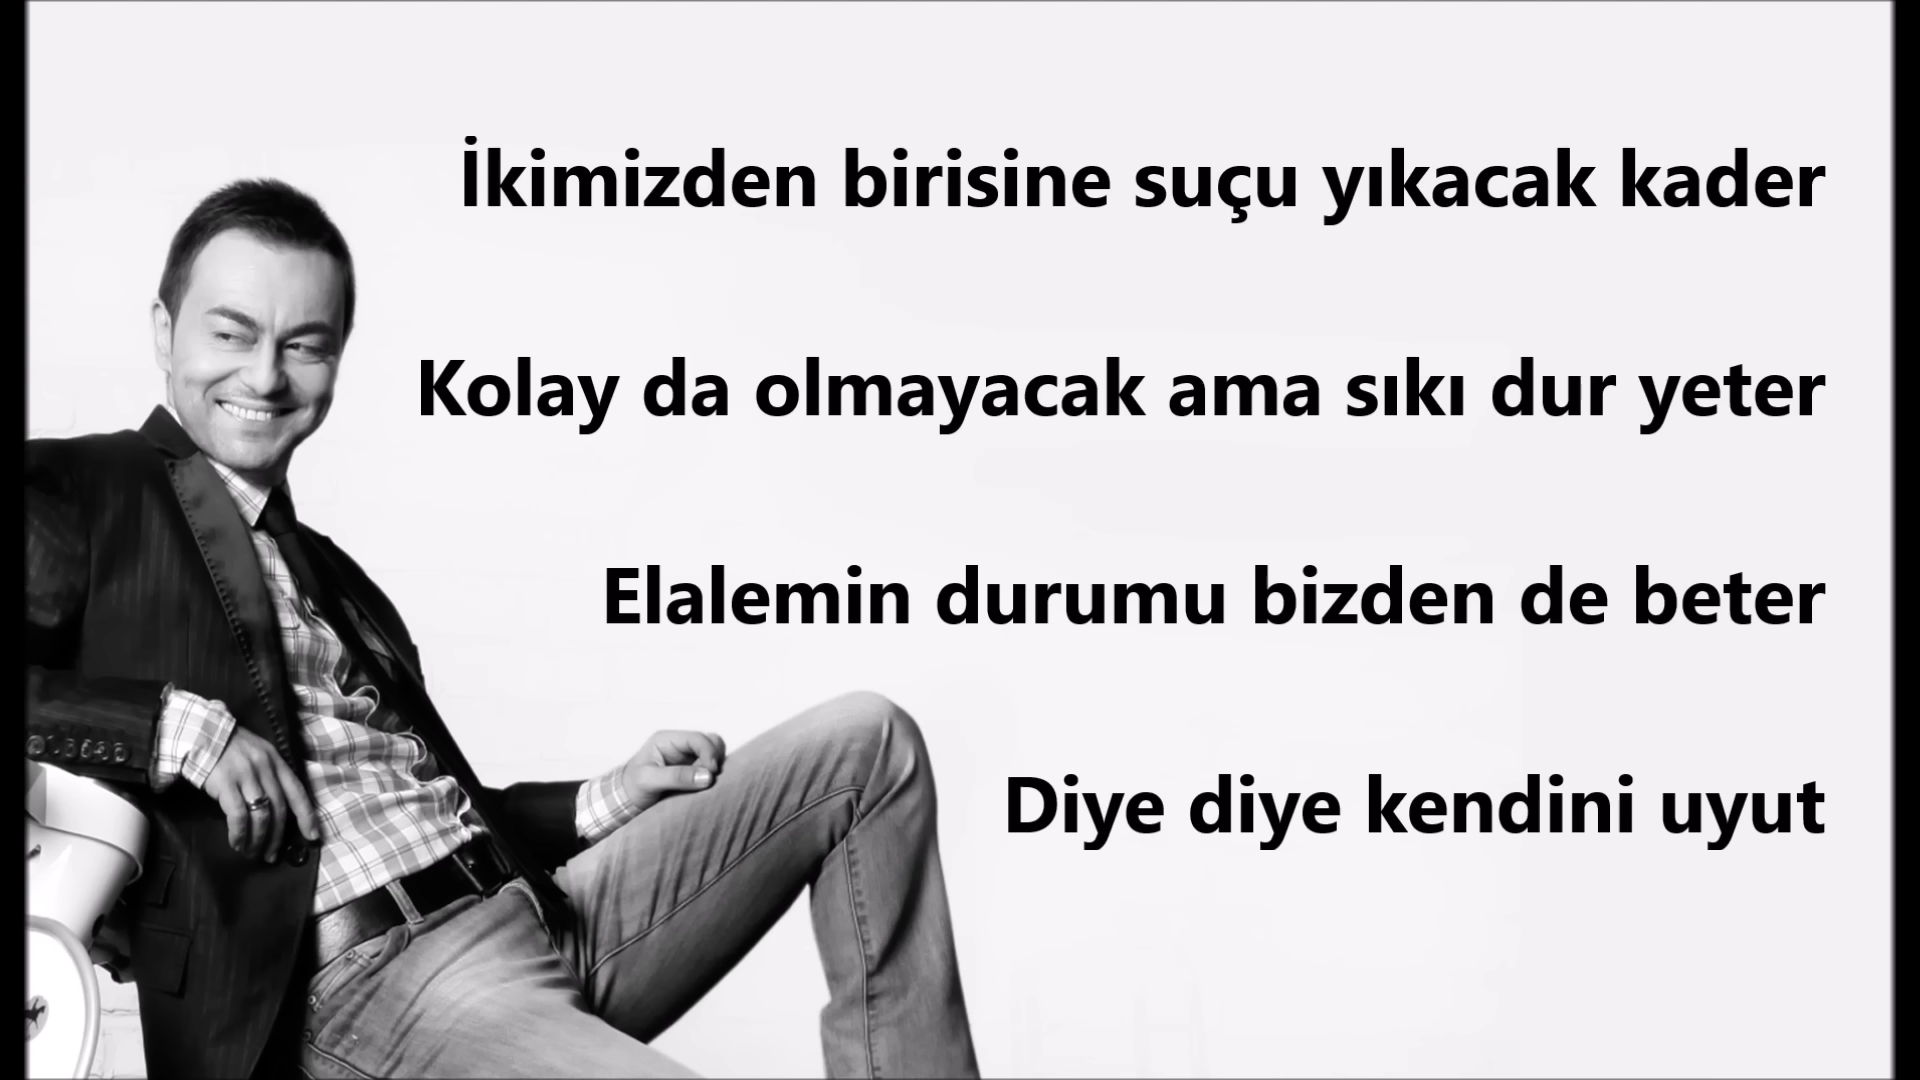 İkimizden birisine suçu yıkacak kader
Kolay da olmayacak ama sıkı dur yeter
Elalemin durumu bizden de beter
Diye diye kendini uyut